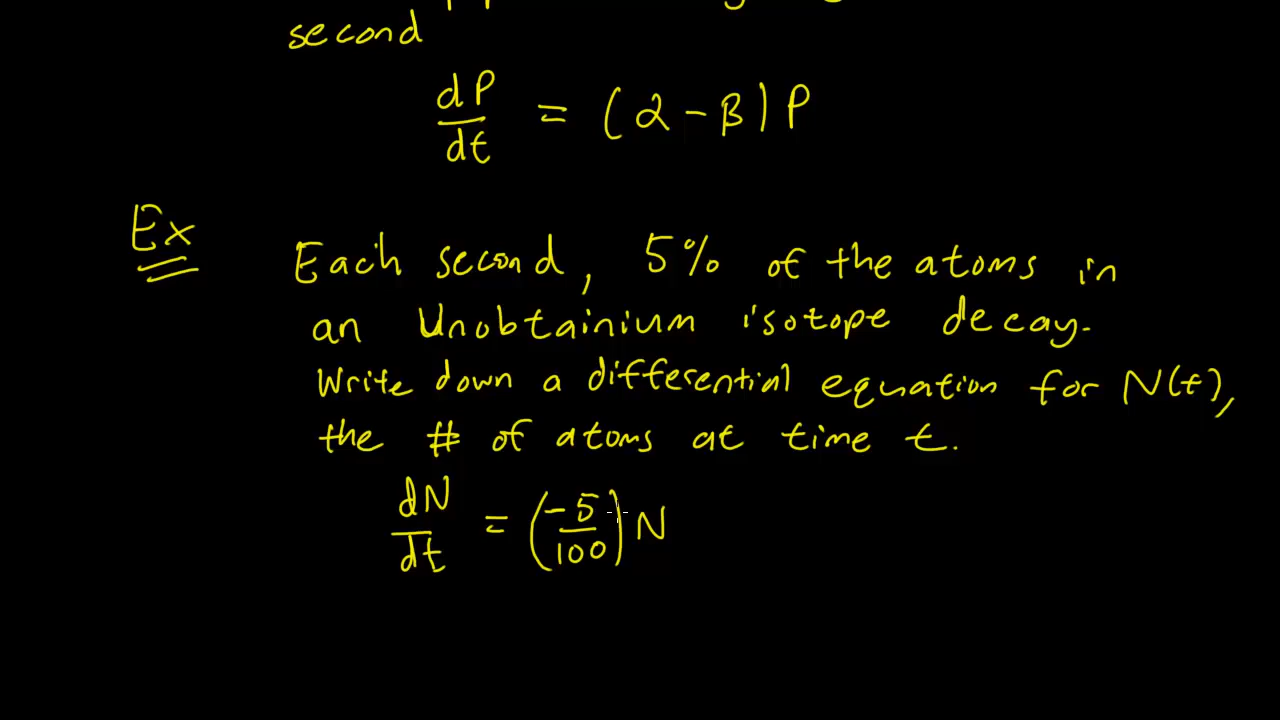 second
dP/dt = (α - β) P
Ex
Each second, 5% of the atoms in
an Unobtainium isotope decay.
Write down a differential equation for N(t),
the # of atoms at time t.
dN/dt = (-5/100) N